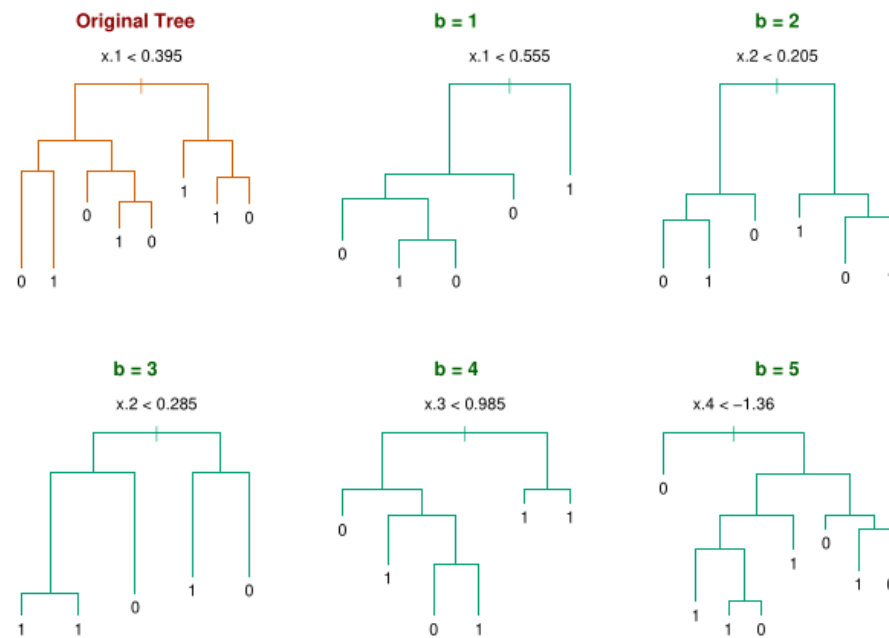 Original Tree
x.1 < 0.395
1
0
1 0
1 0
0 1
b = 1
x.1 < 0.555
1
0
0
1 0
b = 2
x.2 < 0.205
0
1
0 1
0
b = 3
x.2 < 0.285
1 0
0
1 1
b = 4
x.3 < 0.985
1 1
0
1
0 1
b = 5
x.4 < −1.36
0
0
1
1
1
1 0